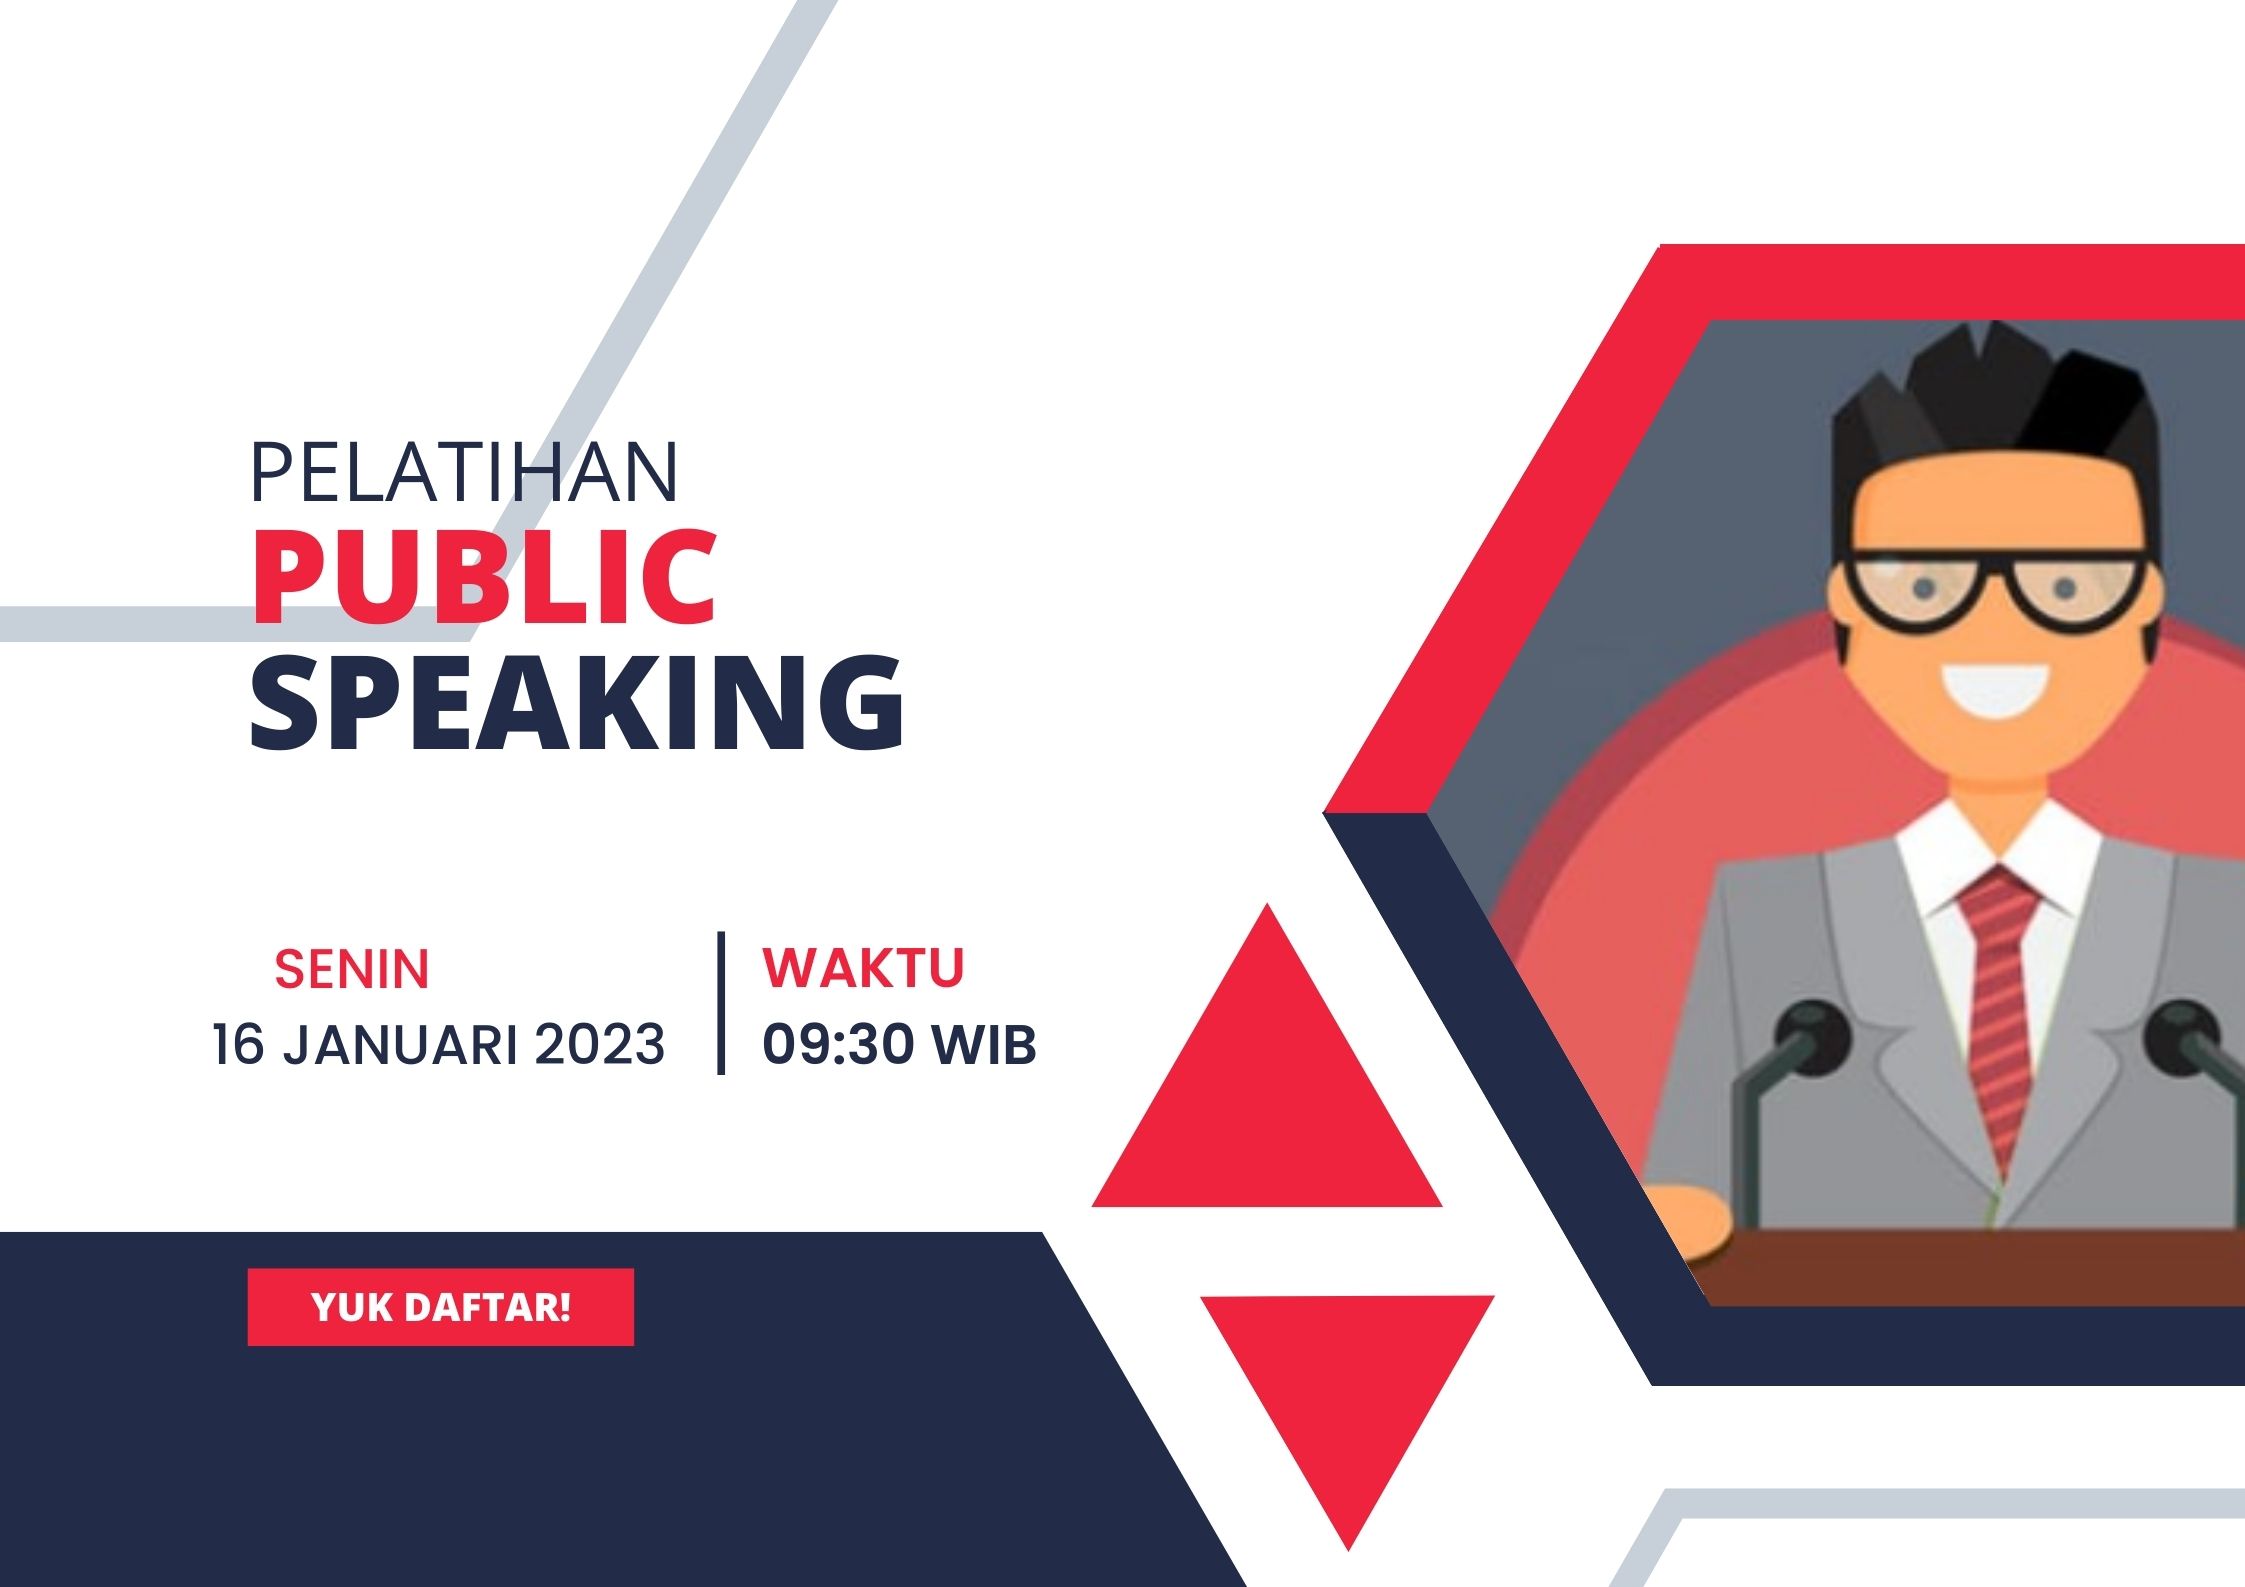 PELATIHAN
PUBLIC
SPEAKING
SENIN
16 JANUARI 2023
WAKTU
09:30 WIB
YUK DAFTAR!